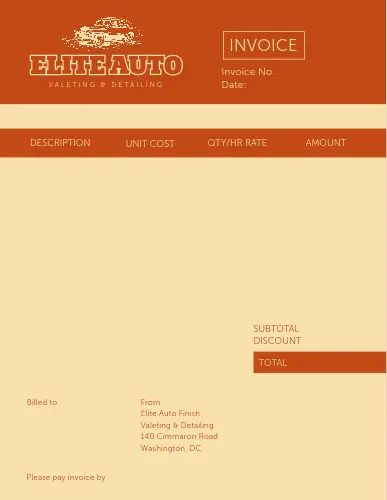 ELITE AUTO
VALETING & DETAILING
INVOICE
Invoice No.
Date:
DESCRIPTION UNIT COST QTY/HR RATE AMOUNT
SUBTOTAL
DISCOUNT
TOTAL
Billed to
From
Elite Auto Finish
Valeting & Detailing
140 Cimmaron Road
Washington, DC.
Please pay invoice by